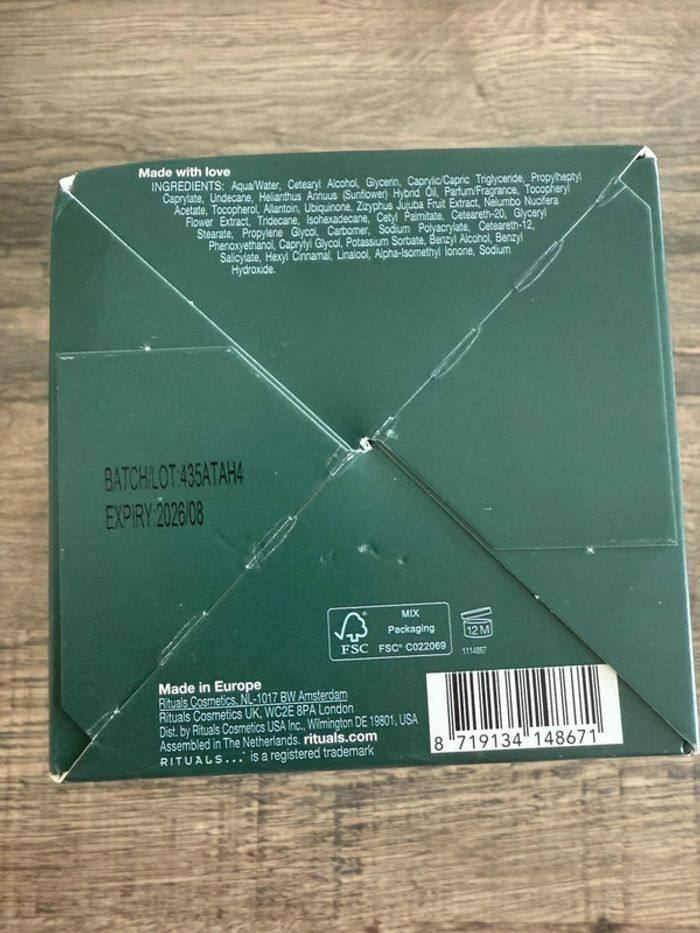 Made with love
INGREDIENTS: Aqua/Water, Cetearyl Alcohol, Glycerin, Caprylic/Capric Triglyceride, Propylheptyl
Caprylate, Undecane, Helianthus Annuus (Sunflower) Hybrid Oil, Parfum/Fragrance, Tocopheryl
Acetate, Tocopherol, Allantoin, Ubiquinone, Zizyphus Jujuba Fruit Extract, Nelumbo Nucifera
Flower Extract, Tridecane, Isohexadecane, Cetyl Palmitate, Ceteareth-20, Glyceryl
Stearate, Propylene Glycol, Carbomer, Sodium Polyacrylate, Ceteareth-12,
Phenoxyethanol, Caprylyl Glycol, Potassium Sorbate, Benzyl Alcohol, Benzyl
Salicylate, Hexyl Cinnamal, Linalool, Alpha-Isomethyl Ionone, Sodium
Hydroxide.
BATCH/LOT:435ATAH4
EXPIRY:2026/08
MIX
Packaging
FSC FSC® C022069
12 M
1114867
Made in Europe
Rituals Cosmetics, NL-1017 BW Amsterdam
Rituals Cosmetics UK, WC2E 8PA London
Dist. by Rituals Cosmetics USA Inc., Wilmington DE 19801, USA
Assembled in The Netherlands. rituals.com
RITUALS... is a registered trademark
8 719134 148671